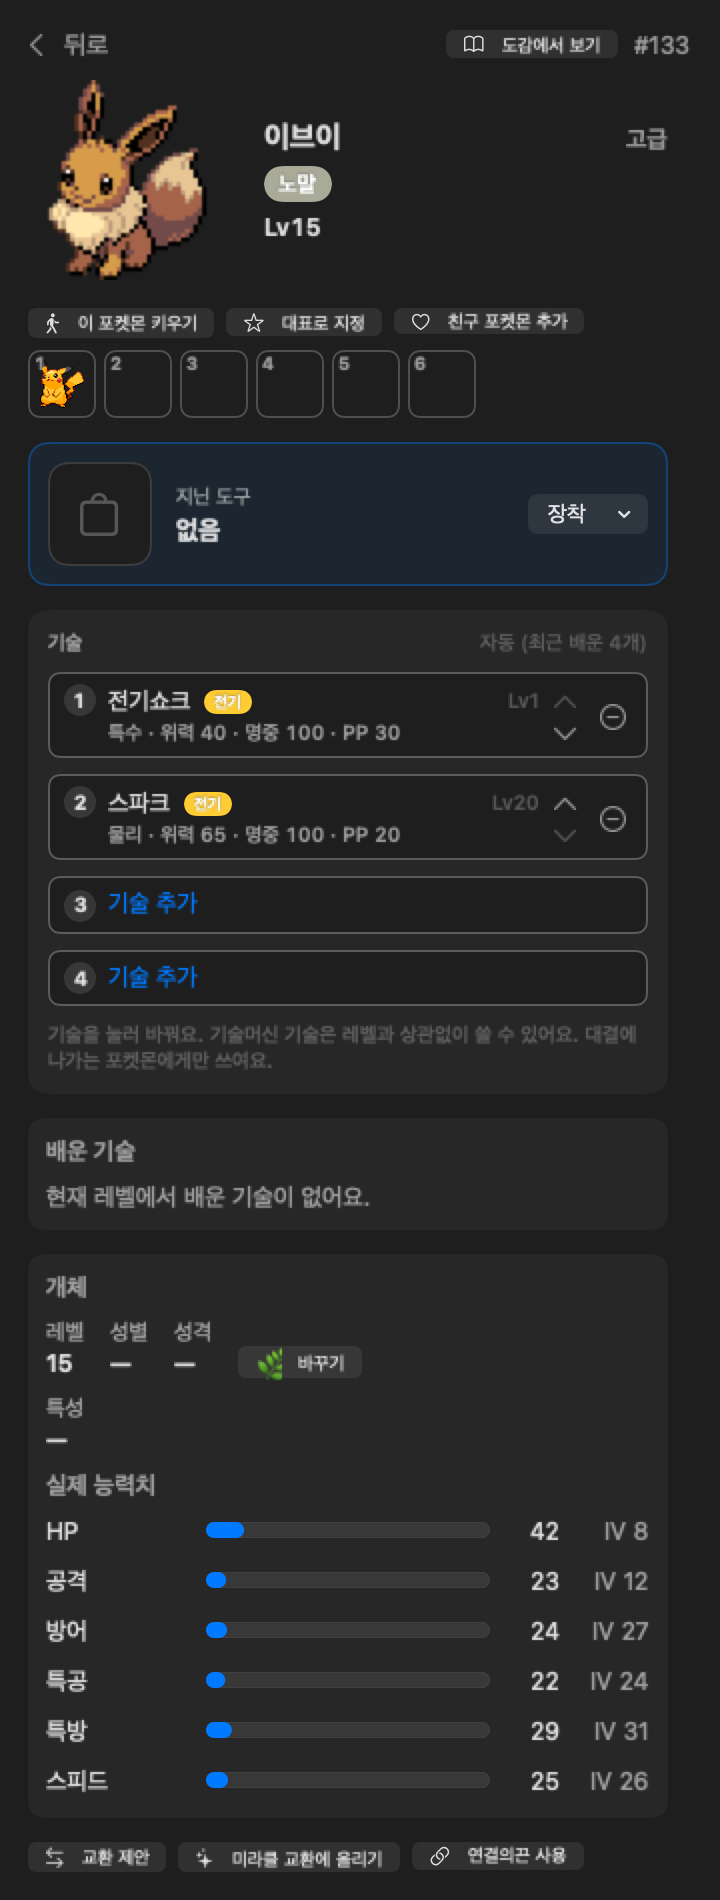 뒤로 도감에서 보기 #133
이브이 고급
노말
Lv15
이 포켓몬 키우기 대표로 지정 친구 포켓몬 추가
1 2 3 4 5 6
지닌 도구
없음 장착
기술 자동 (최근 배운 4개)
1 전기쇼크 전기 Lv1
특수 · 위력 40 · 명중 100 · PP 30
2 스파크 전기 Lv20
물리 · 위력 65 · 명중 100 · PP 20
3 기술 추가
4 기술 추가
기술을 눌러 바꿔요. 기술머신 기술은 레벨과 상관없이 쓸 수 있어요. 대결에
나가는 포켓몬에게만 쓰여요.
배운 기술
현재 레벨에서 배운 기술이 없어요.
개체
레벨 성별 성격
15 — — 바꾸기
특성
—
실제 능력치
HP 42 IV 8
공격 23 IV 12
방어 24 IV 27
특공 22 IV 24
특방 29 IV 31
스피드 25 IV 26
교환 제안 미라클 교환에 올리기 연결의끈 사용